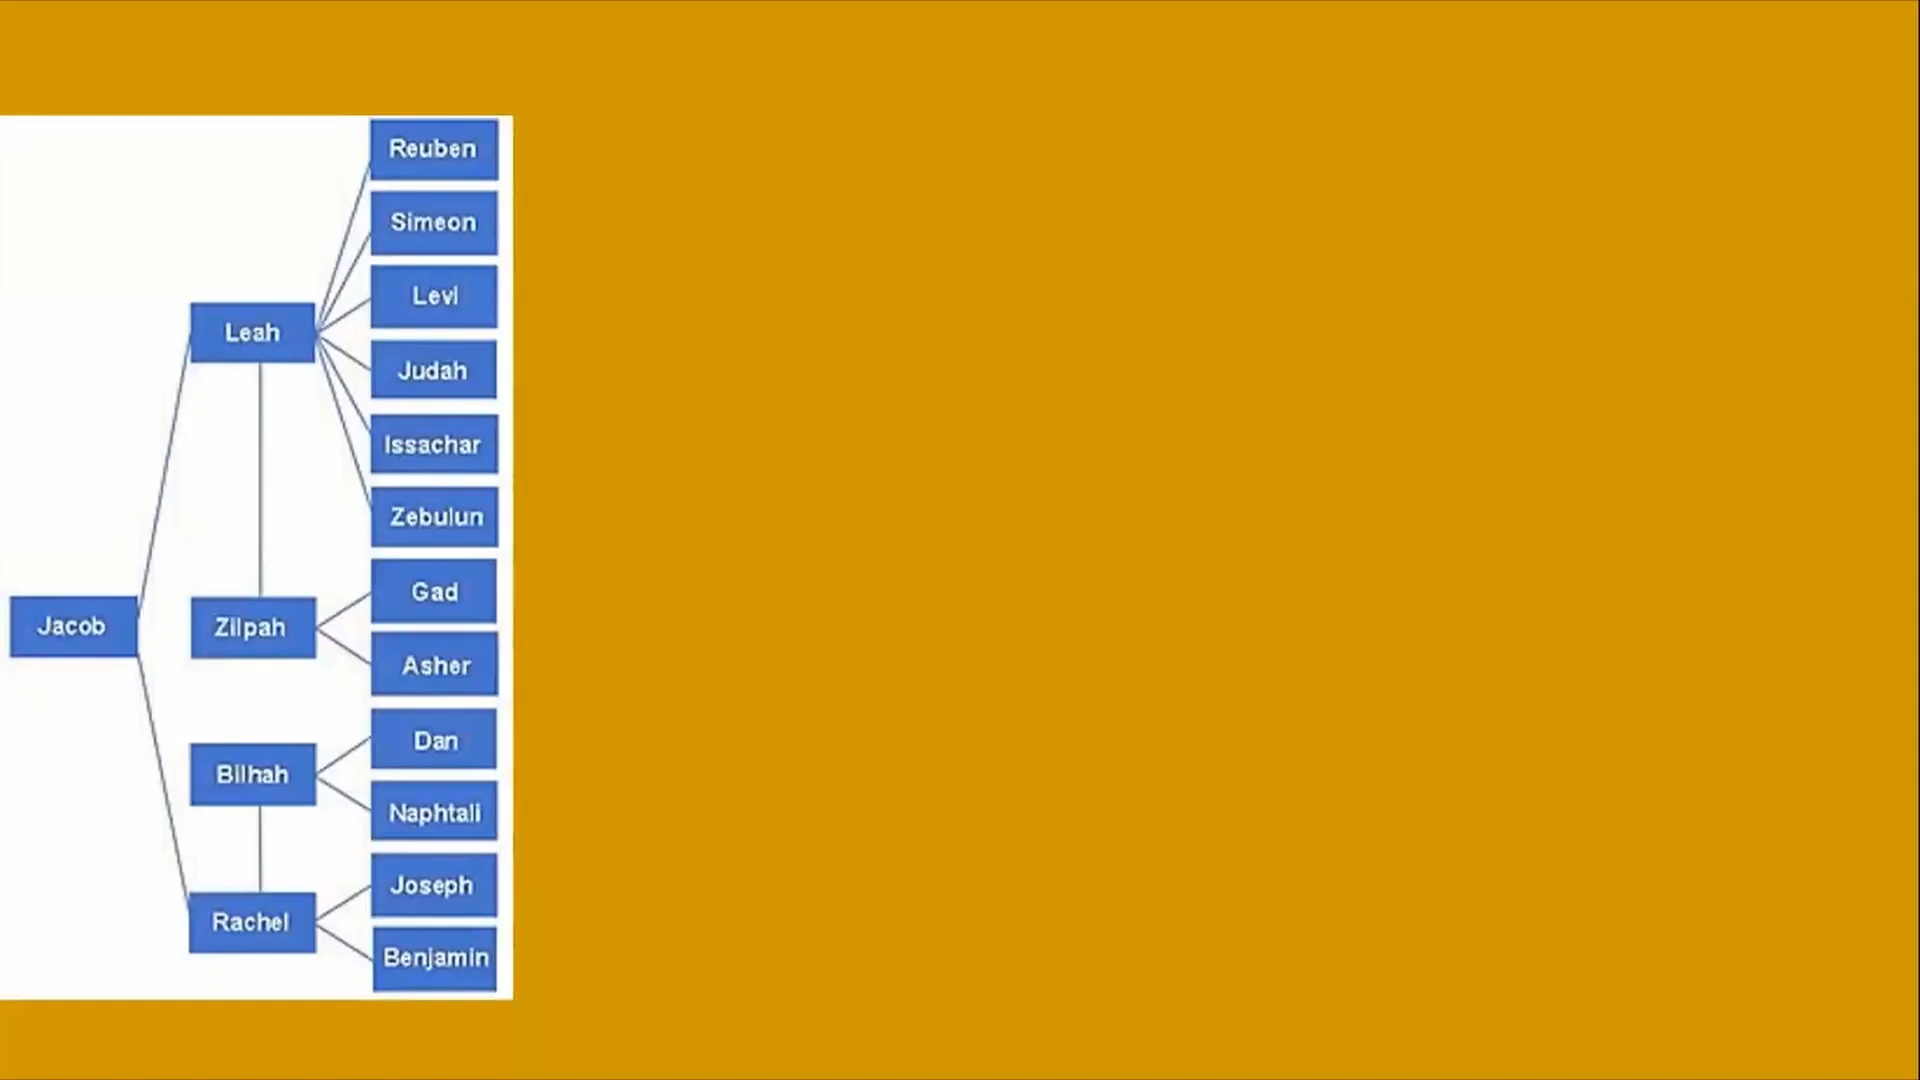 Reuben
Simeon
Levi
Leah
Judah
Issachar
Zebulun
Gad
Jacob
Zilpah
Asher
Dan
Bilhah
Naphtali
Joseph
Rachel
Benjamin